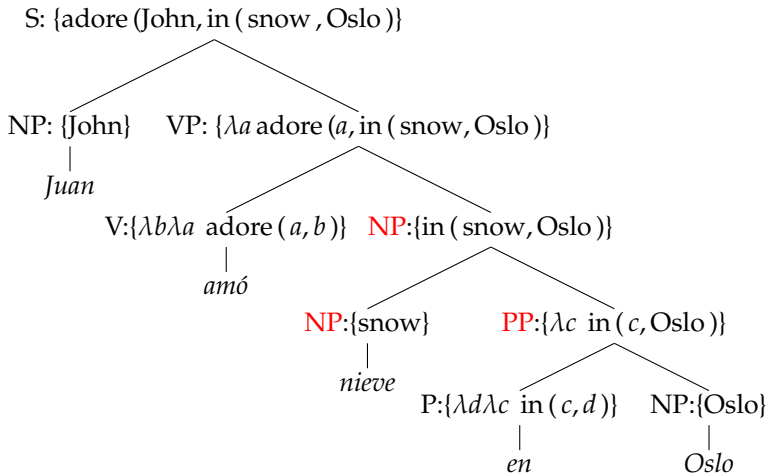 S: {adore (John, in ( snow , Oslo )}
NP: {John} VP: {λa adore (a, in ( snow, Oslo )}
Juan
V:{λbλa adore ( a, b )} NP:{in ( snow, Oslo )}
amó
NP:{snow} PP:{λc in ( c, Oslo )}
nieve
P:{λdλc in ( c, d )} NP:{Oslo}
en Oslo